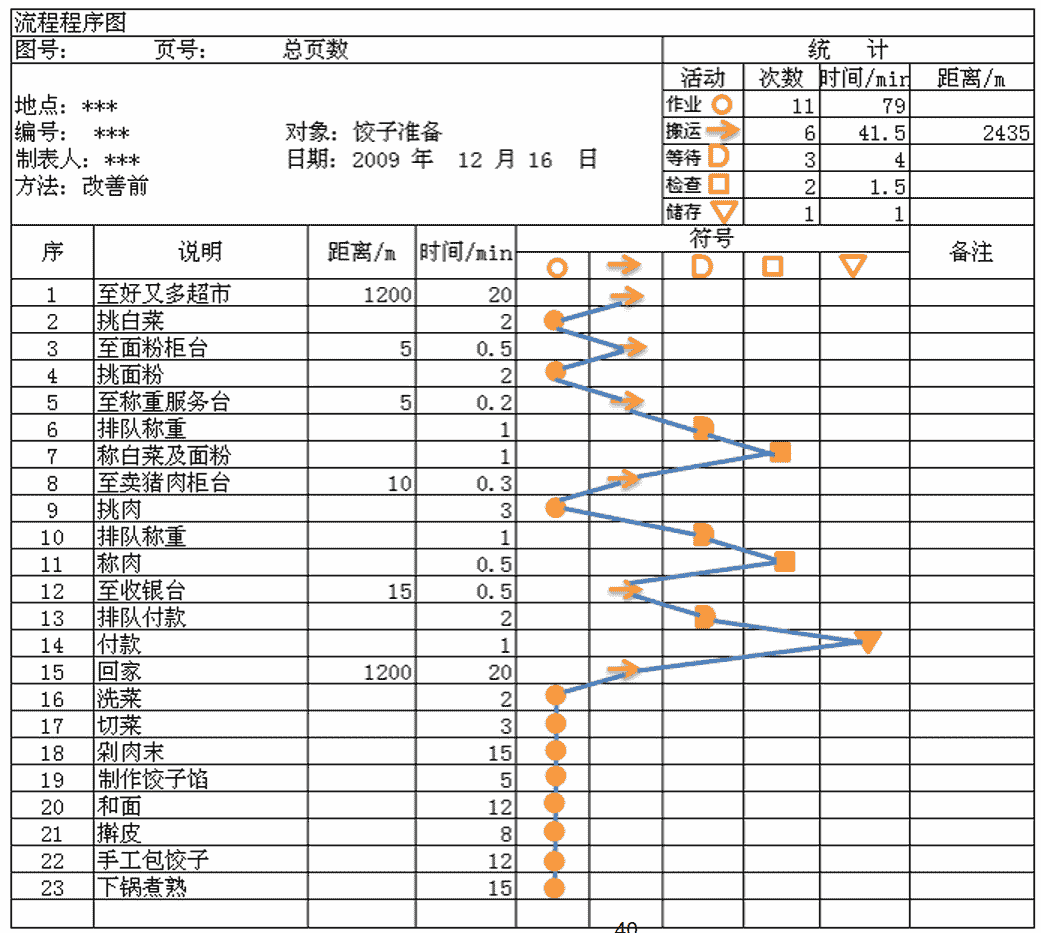 流程程序图
图号: 页号: 总页数 统 计
活动 次数 时间/min 距离/m
地点: *** 作业 11 79
编号: *** 对象: 饺子准备 搬运 6 41.5 2435
制表人: *** 日期: 2009 年 12 月 16 日 等待 3 4
方法: 改善前 检查 2 1.5
储存 1 1
序 说明 距离/m 时间/min 符号 备注
1 至好又多超市 1200 20
2 挑白菜 2
3 至面粉柜台 5 0.5
4 挑面粉 2
5 至称重服务台 5 0.2
6 排队称重 1
7 称白菜及面粉 1
8 至卖猪肉柜台 10 0.3
9 挑肉 3
10 排队称重 1
11 称肉 0.5
12 至收银台 15 0.5
13 排队付款 2
14 付款 1
15 回家 1200 20
16 洗菜 2
17 切菜 3
18 剁肉末 15
19 制作饺子馅 5
20 和面 12
21 擀皮 8
22 手工包饺子 12
23 下锅煮熟 15
40